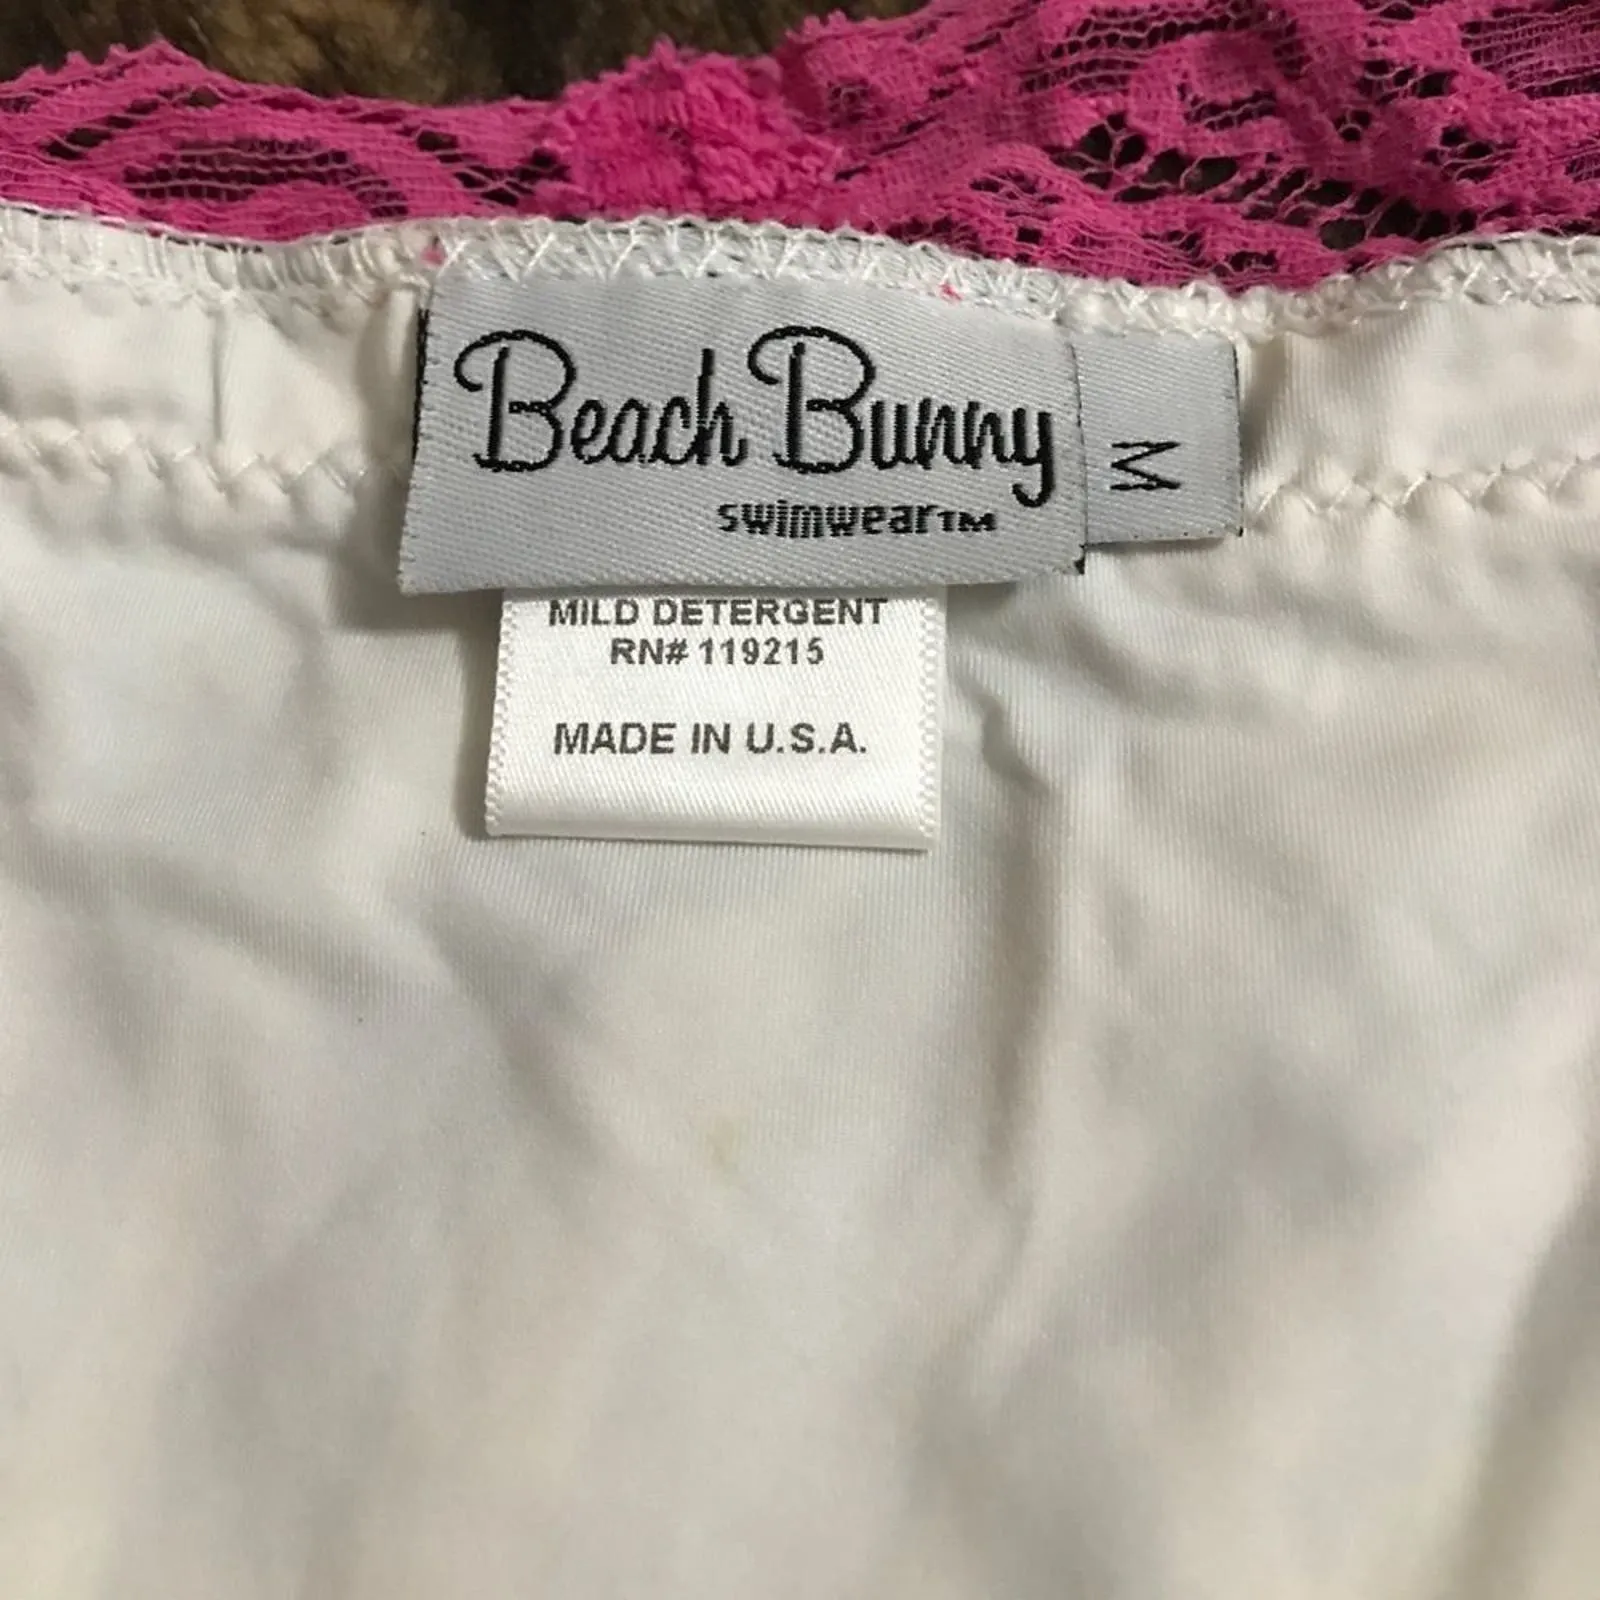 Beach Bunny
swimwear™
M
MILD DETERGENT
RN# 119215
MADE IN U.S.A.